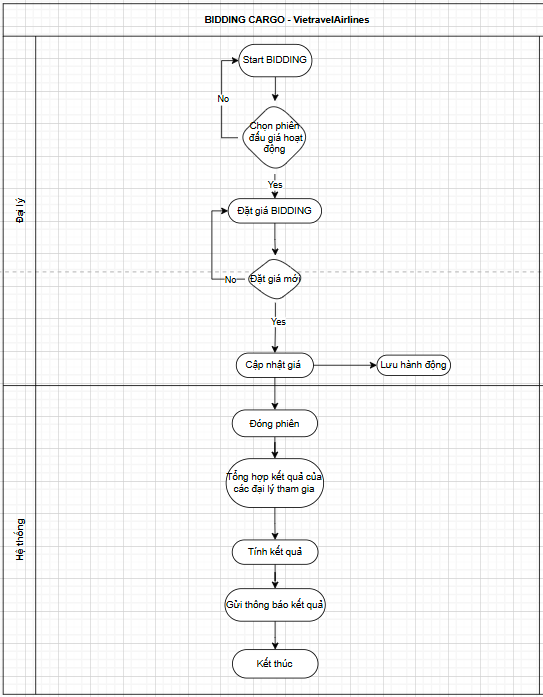 BIDDING CARGO - VietravelAirlines
Đại lý
Start BIDDING
No
Chọn phiên
đấu giá hoạt
động
Yes
Đặt giá BIDDING
No
Đặt giá mới
Yes
Cập nhật giá
Lưu hành động
Hệ thống
Đóng phiên
Tổng hợp kết quả của
các đại lý tham gia
Tính kết quả
Gửi thông báo kết quả
Kết thúc